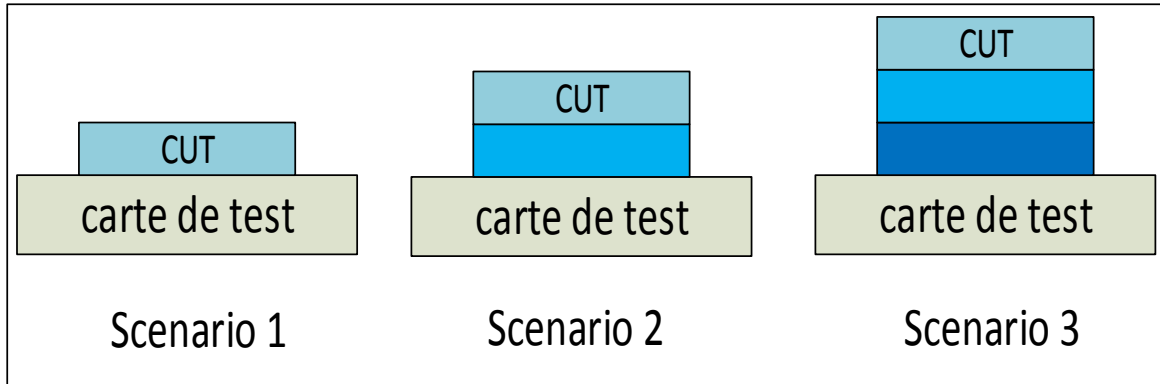 CUT
carte de test
Scenario 1
CUT
carte de test
Scenario 2
CUT
carte de test
Scenario 3